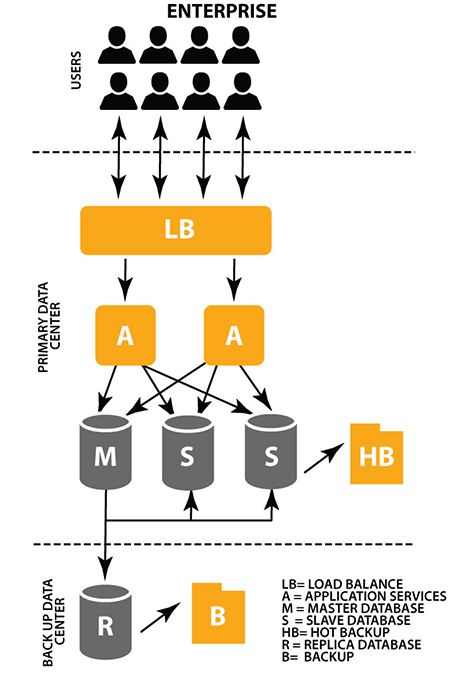 ENTERPRISE
USERS
LB
PRIMARY DATA
CENTER
A A
M S S HB
BACK UP DATA
CENTER
R B
LB= LOAD BALANCE
A = APPLICATION SERVICES
M = MASTER DATABASE
S = SLAVE DATABASE
HB= HOT BACKUP
R = REPLICA DATABASE
B= BACKUP